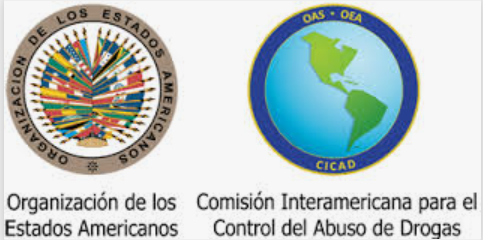 ORGANIZACIÓN DE LOS ESTADOS AMERICANOS
OAS • OEA
CICAD
Organización de los
Estados Americanos
Comisión Interamericana para el
Control del Abuso de Drogas